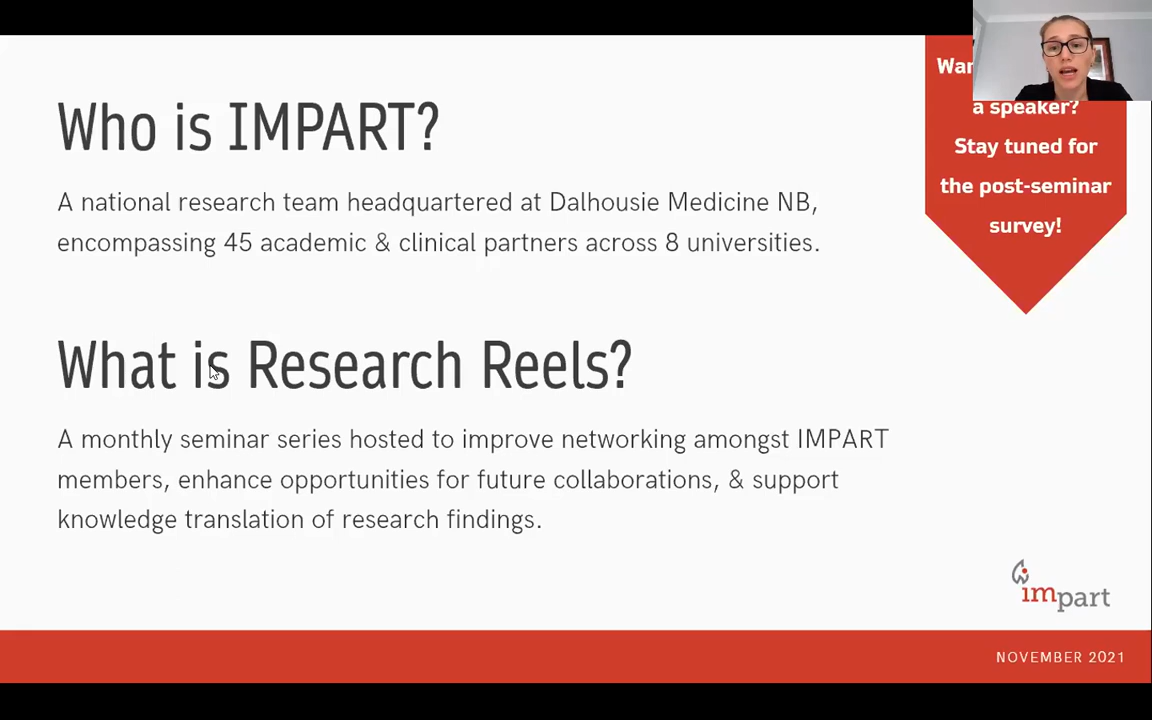 Who is IMPART?
A national research team headquartered at Dalhousie Medicine NB,
encompassing 45 academic & clinical partners across 8 universities.
What is Research Reels?
A monthly seminar series hosted to improve networking amongst IMPART
members, enhance opportunities for future collaborations, & support
knowledge translation of research findings.
a speaker?
Stay tuned for
the post-seminar
survey!
impart
NOVEMBER 2021